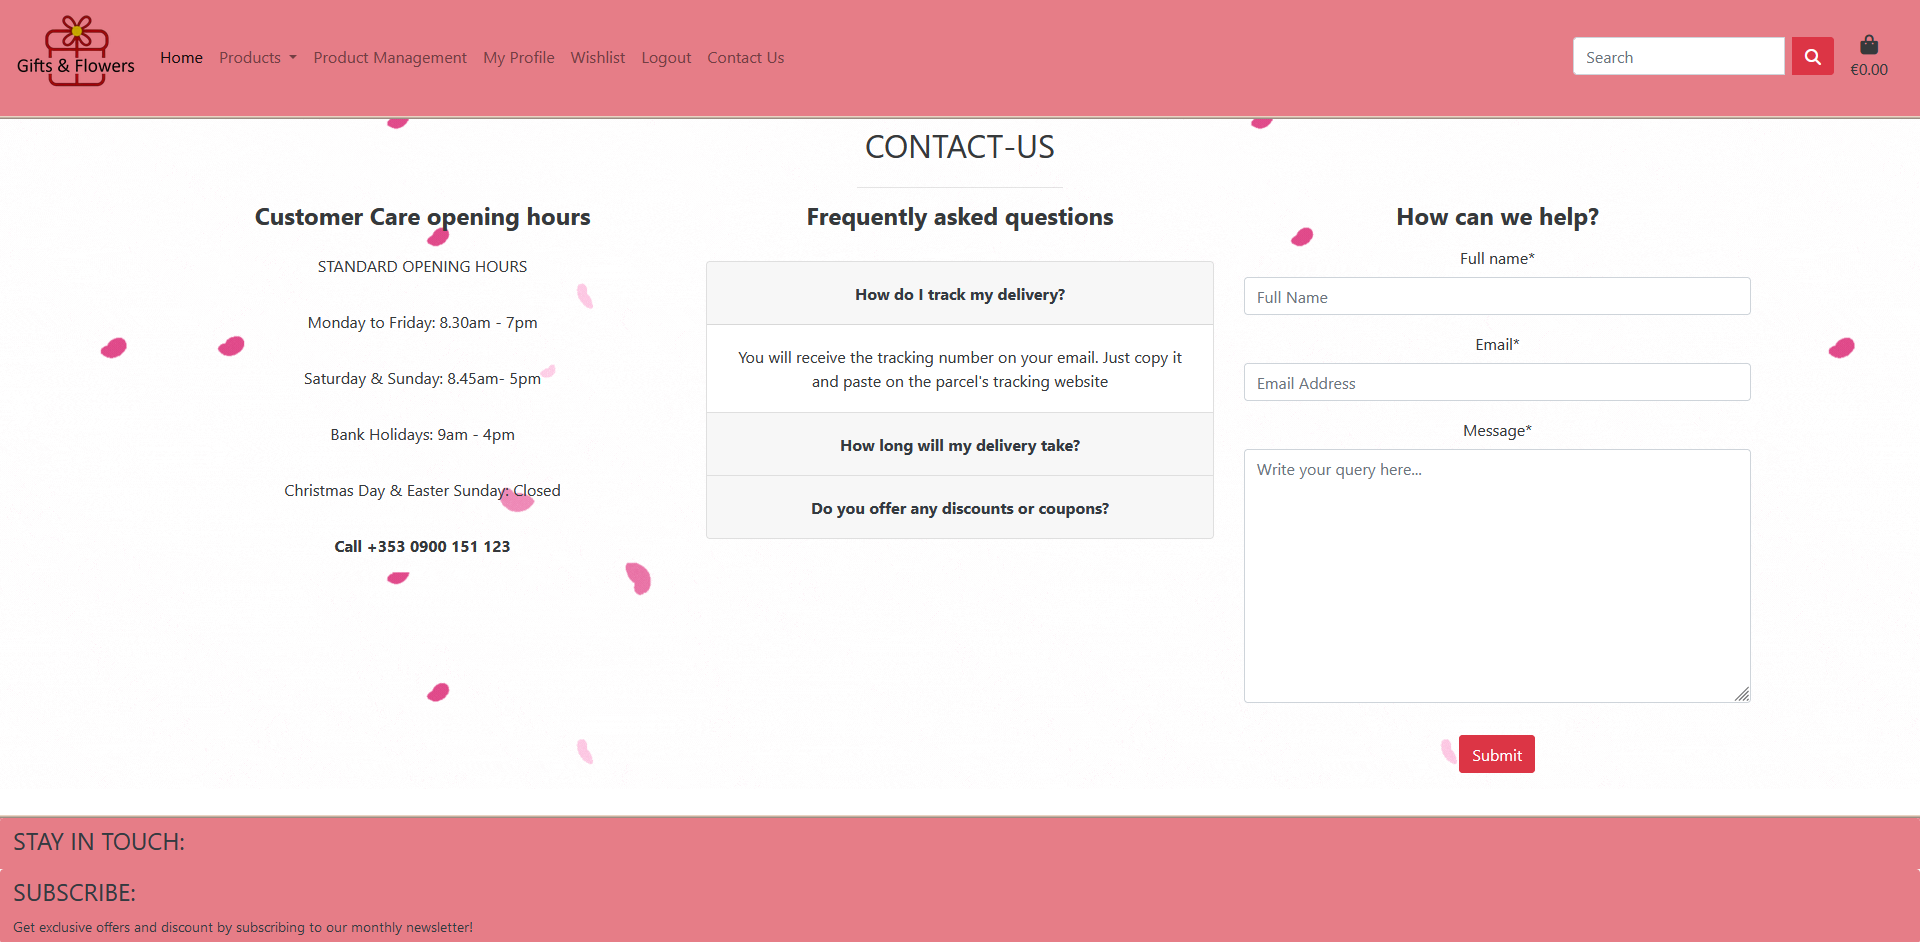 Gifts & Flowers
Home Products Product Management My Profile Wishlist Logout Contact Us
Search
€0.00
CONTACT-US
Customer Care opening hours
STANDARD OPENING HOURS
Monday to Friday: 8.30am - 7pm
Saturday & Sunday: 8.45am- 5pm
Bank Holidays: 9am - 4pm
Christmas Day & Easter Sunday: Closed
Call +353 0900 151 123
Frequently asked questions
How do I track my delivery?
You will receive the tracking number on your email. Just copy it
and paste on the parcel's tracking website
How long will my delivery take?
Do you offer any discounts or coupons?
How can we help?
Full name*
Full Name
Email*
Email Address
Message*
Write your query here...
Submit
STAY IN TOUCH:
SUBSCRIBE:
Get exclusive offers and discount by subscribing to our monthly newsletter!